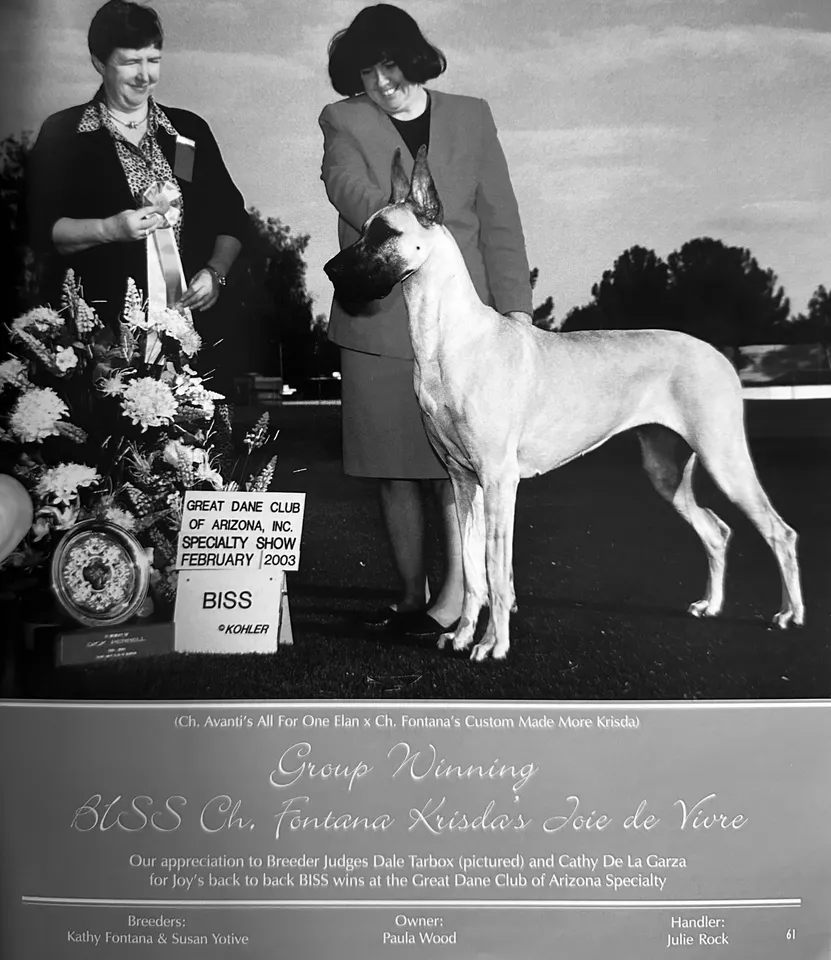 GREAT DANE CLUB
OF ARIZONA, INC.
SPECIALTY SHOW
FEBRUARY 2003
BISS
©KOHLER
(Ch. Avanti's All For One Elan x Ch. Fontana's Custom Made More Krisda)
Group Winning
BISS Ch. Fontana Krisda's Joie de Vivre
Our appreciation to Breeder Judges Dale Tarbox (pictured) and Cathy De La Garza
for Joy's back to back BISS wins at the Great Dane Club of Arizona Specialty
Breeders:
Kathy Fontana & Susan Yotive
Owner:
Paula Wood
Handler:
Julie Rock
61